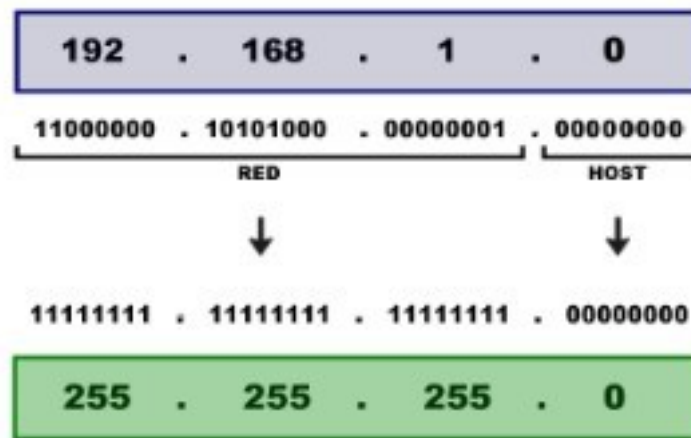 192 . 168 . 1 . 0
11000000 . 10101000 . 00000001 . 00000000
RED HOST
11111111 . 11111111 . 11111111 . 00000000
255 . 255 . 255 . 0